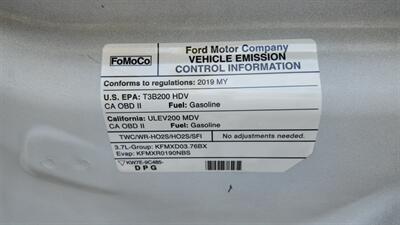 FoMoCo
Ford Motor Company
VEHICLE EMISSION
CONTROL INFORMATION
Conforms to regulations: 2019 MY
U.S. EPA: T3B200 HDV
CA OBD II Fuel: Gasoline
California: ULEV200 MDV
CA OBD II Fuel: Gasoline
TWC/WR-HO2S/HO2S/SFI No adjustments needed.
3.7L-Group: KFMXD03.76BX
Evap: KFMXR0190NBS
KW7E-9C485-
DPG